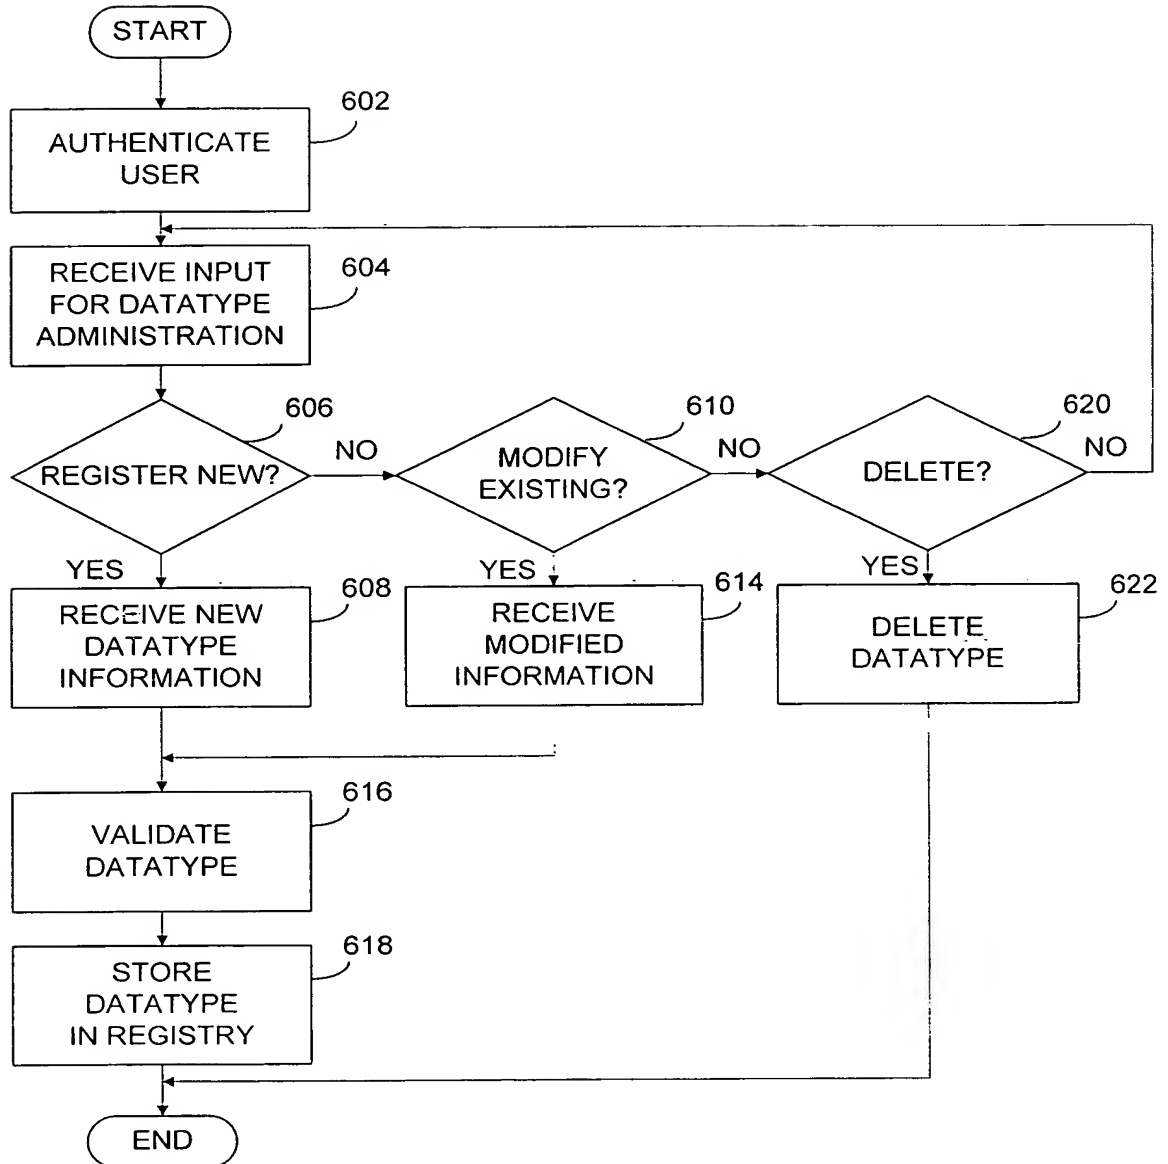 START
602
AUTHENTICATE
USER
RECEIVE INPUT
FOR DATATYPE
ADMINISTRATION
604
606
REGISTER NEW?
NO
610
MODIFY
EXISTING?
NO
620
DELETE?
NO
YES
608
RECEIVE NEW
DATATYPE
INFORMATION
YES
614
RECEIVE
MODIFIED
INFORMATION
YES
622
DELETE
DATATYPE
616
VALIDATE
DATATYPE
618
STORE
DATATYPE
IN REGISTRY
END